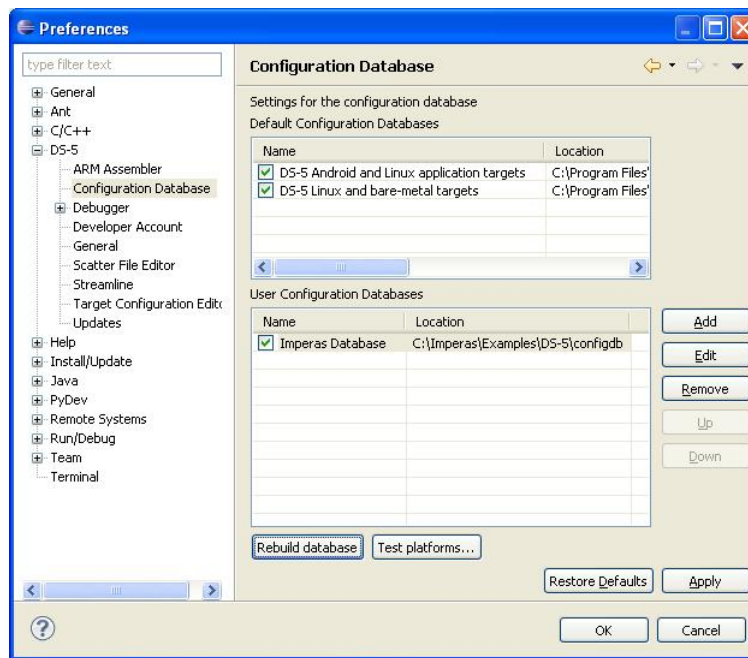 Preferences
type filter text
General
Ant
C/C++
DS-5
ARM Assembler
Configuration Database
Debugger
Developer Account
General
Scatter File Editor
Streamline
Target Configuration Edit
Updates
Help
Install/Update
Java
PyDev
Remote Systems
Run/Debug
Team
Terminal
Configuration Database
Settings for the configuration database
Default Configuration Databases
Name Location
DS-5 Android and Linux application targets C:\Program Files'
DS-5 Linux and bare-metal targets C:\Program Files'
User Configuration Databases
Name Location
Imperas Database C:\Imperas\Examples\DS-5\configdb
Add
Edit
Remove
Up
Down
Rebuild database Test platforms...
Restore Defaults Apply
OK Cancel